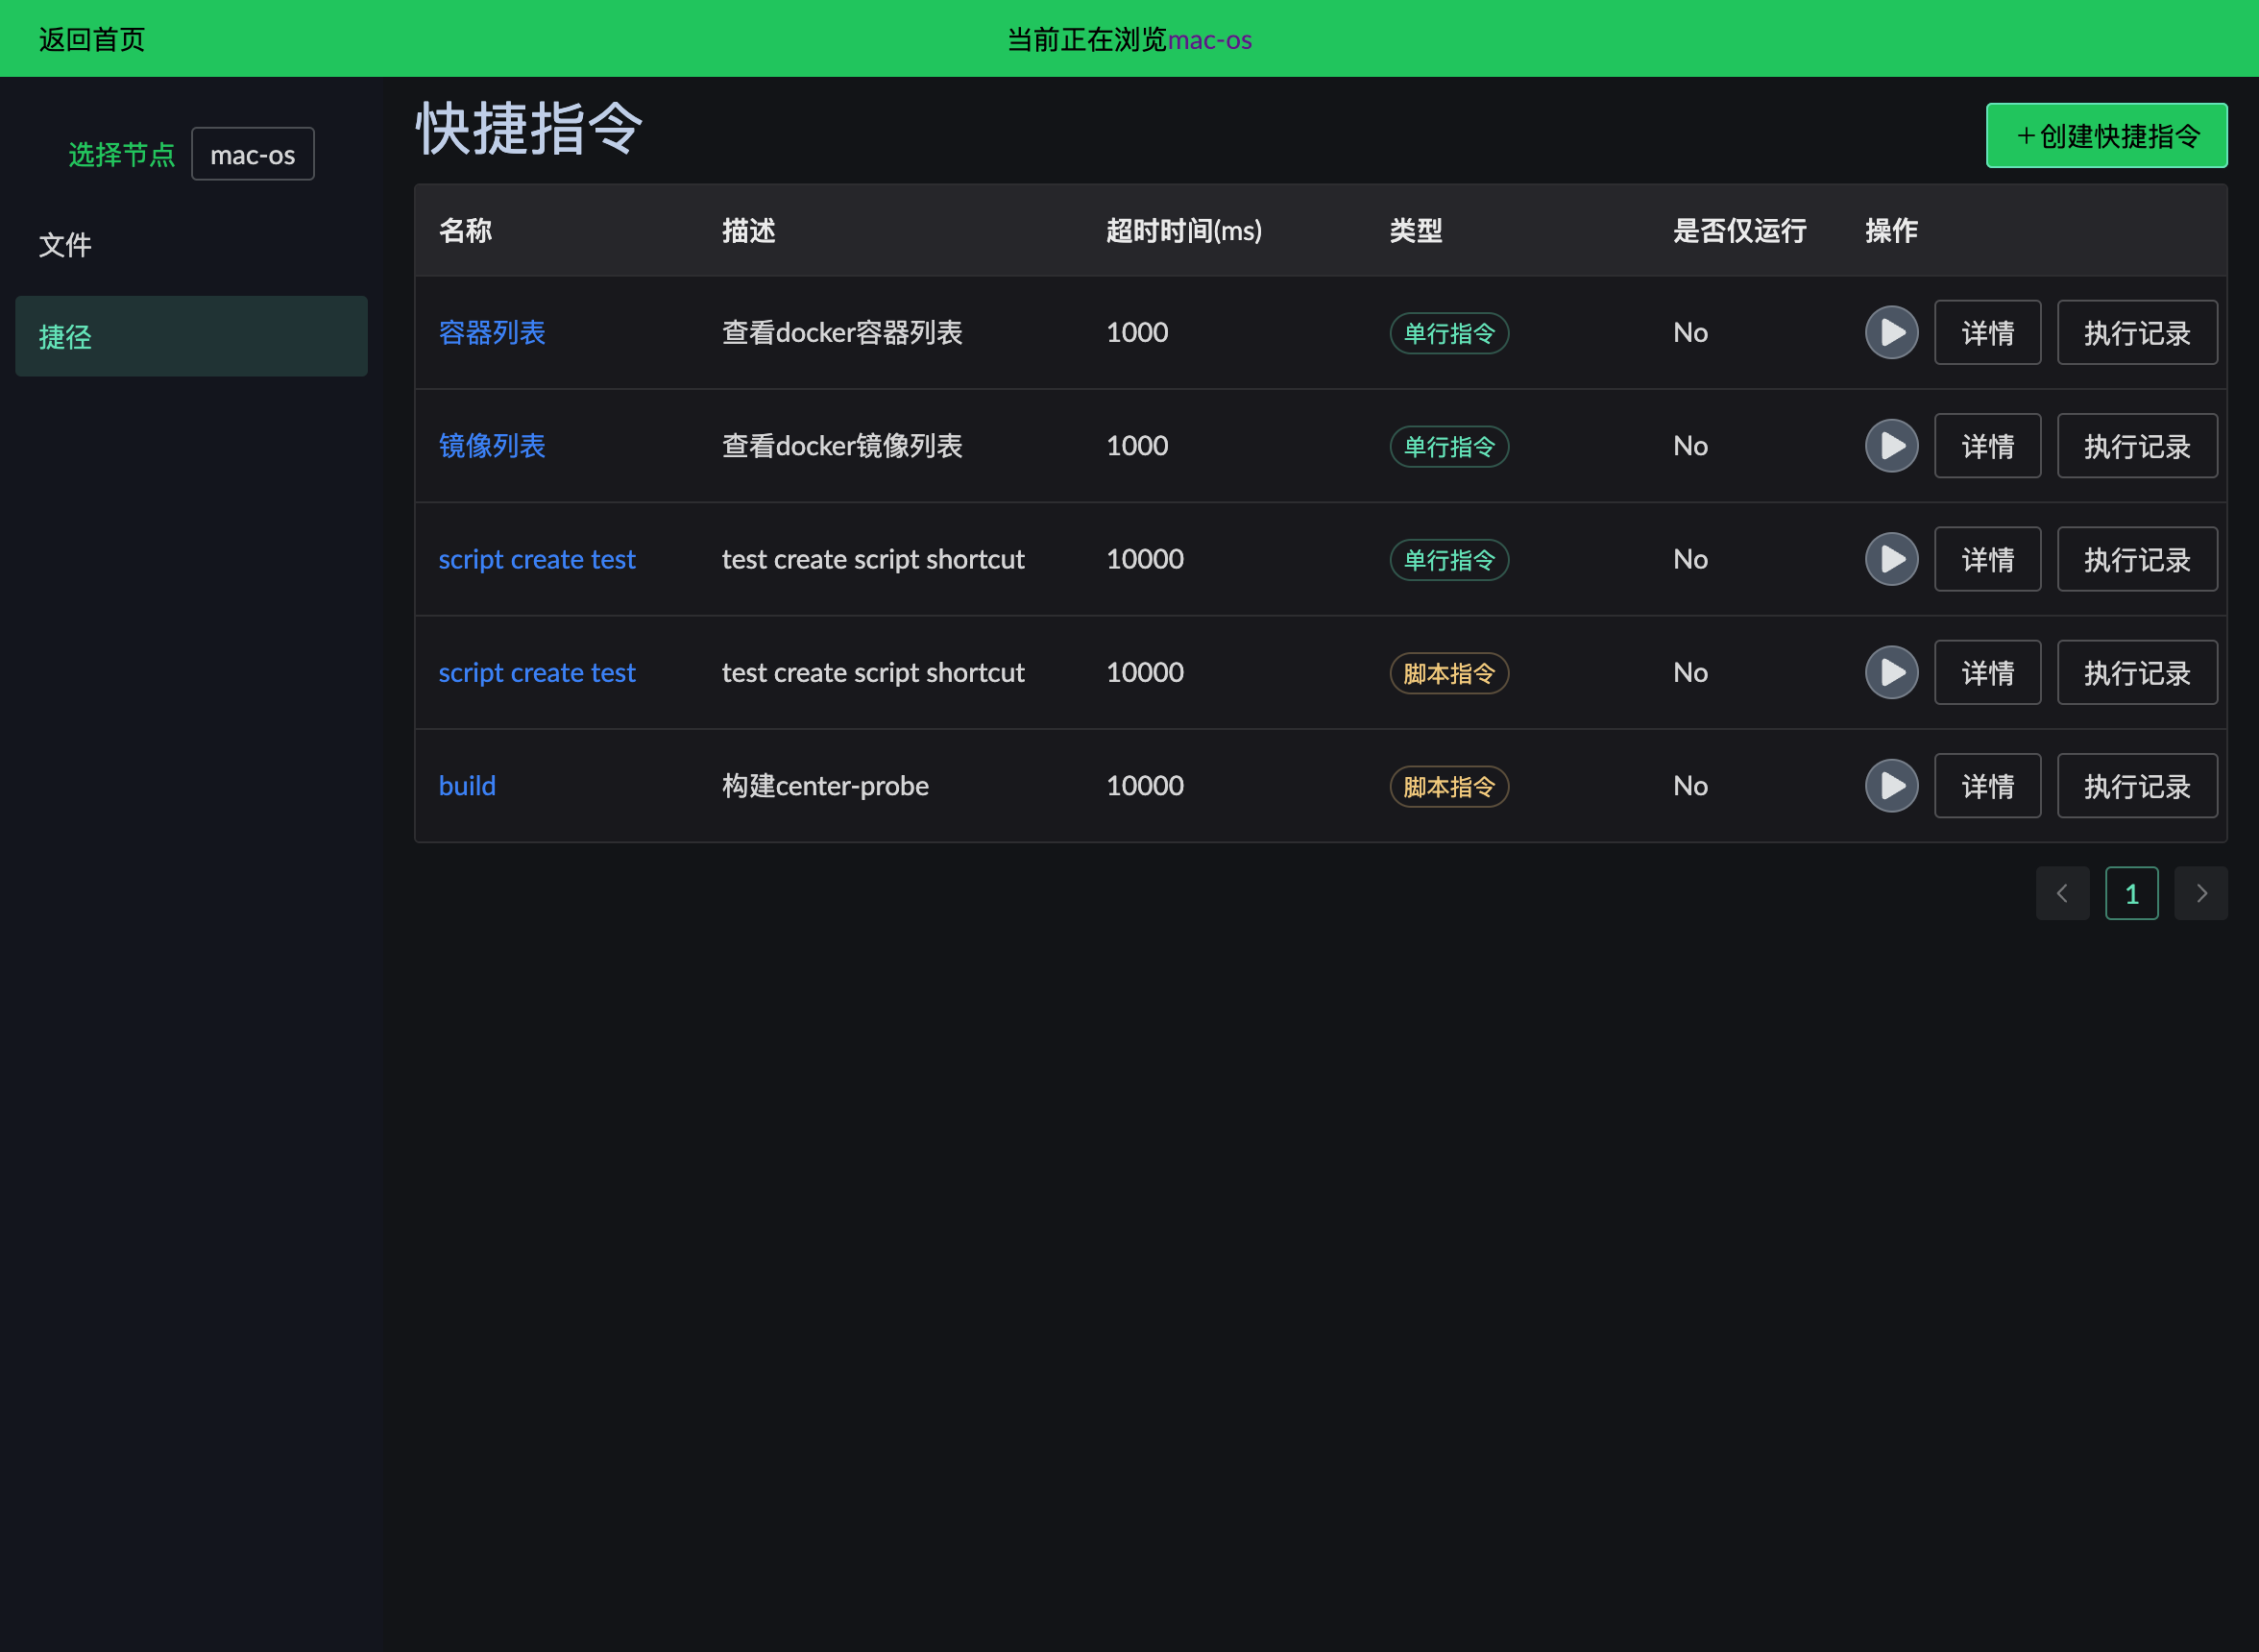 返回首页 当前正在浏览mac-os
选择节点 mac-os
文件
捷径
快捷指令
+创建快捷指令
名称 描述 超时时间(ms) 类型 是否仅运行 操作
容器列表 查看docker容器列表 1000 单行指令 No 详情 执行记录
镜像列表 查看docker镜像列表 1000 单行指令 No 详情 执行记录
script create test test create script shortcut 10000 单行指令 No 详情 执行记录
script create test test create script shortcut 10000 脚本指令 No 详情 执行记录
build 构建center-probe 10000 脚本指令 No 详情 执行记录
1